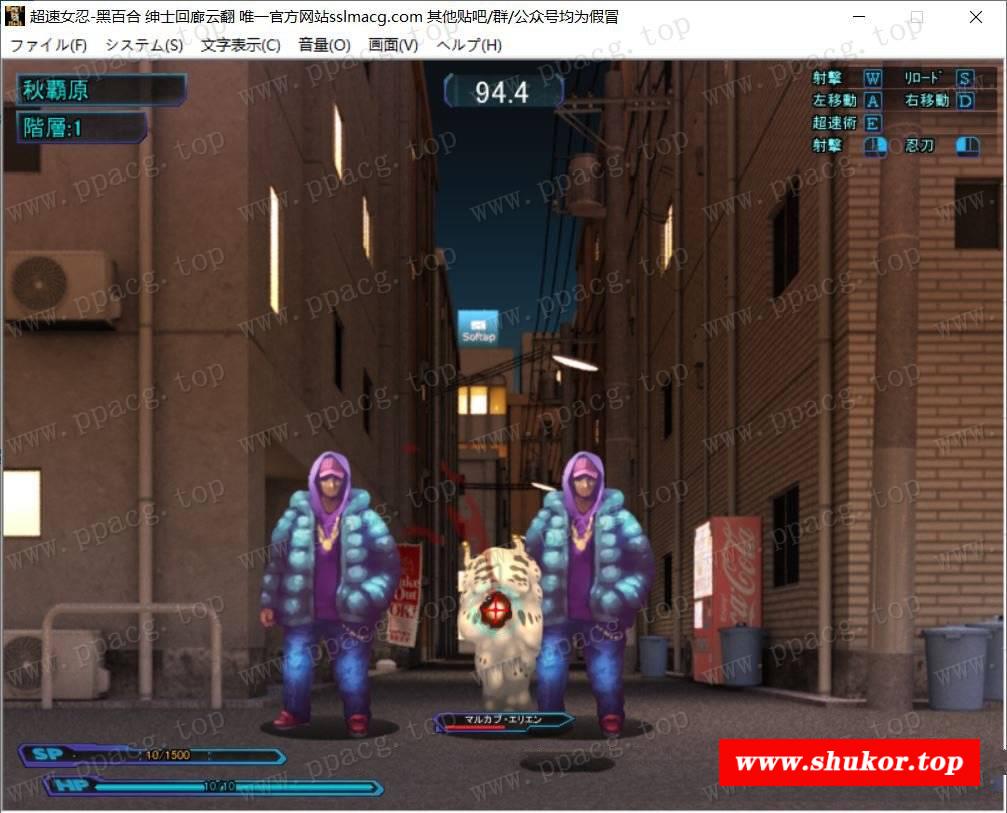 超速女忍-黑百合 绅士回廊云翻 唯一官方网站sslmacg.com 其他贴吧/群/公众号均为假冒
ファイル(F) システム(S) 文字表示(C) 音量(O) 画面(V) ヘルプ(H)
秋覇原
94.4
階層:1
射撃 W リロード S
左移動 A 右移動 D
超速術 E
射撃 忍刀
Softap
Coca-Cola
Out
OK!
マルカブ・エリエン
SP 10/1500
HP 10/10
www.shukor.top
www.ppacg.top